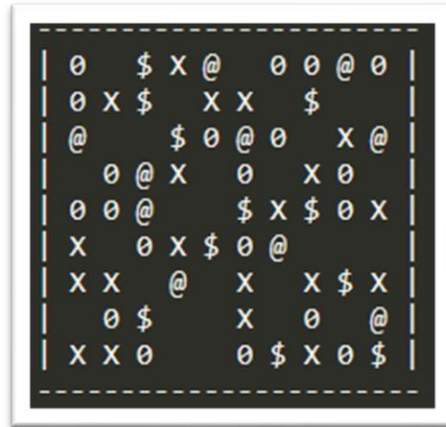 -----------------------
| 0   $ X @   0 0 @ 0 |
| 0 X $   X X   $     |
| @     $ 0 @ 0   X @ |
|   0 @ X   0   X 0   |
| 0 0 @     $ X $ 0 X |
| X   0 X $ 0 @       |
| X X   @   X   X $ X |
|   0 $     X   0   @ |
| X X 0     0 $ X 0 $ |
-----------------------